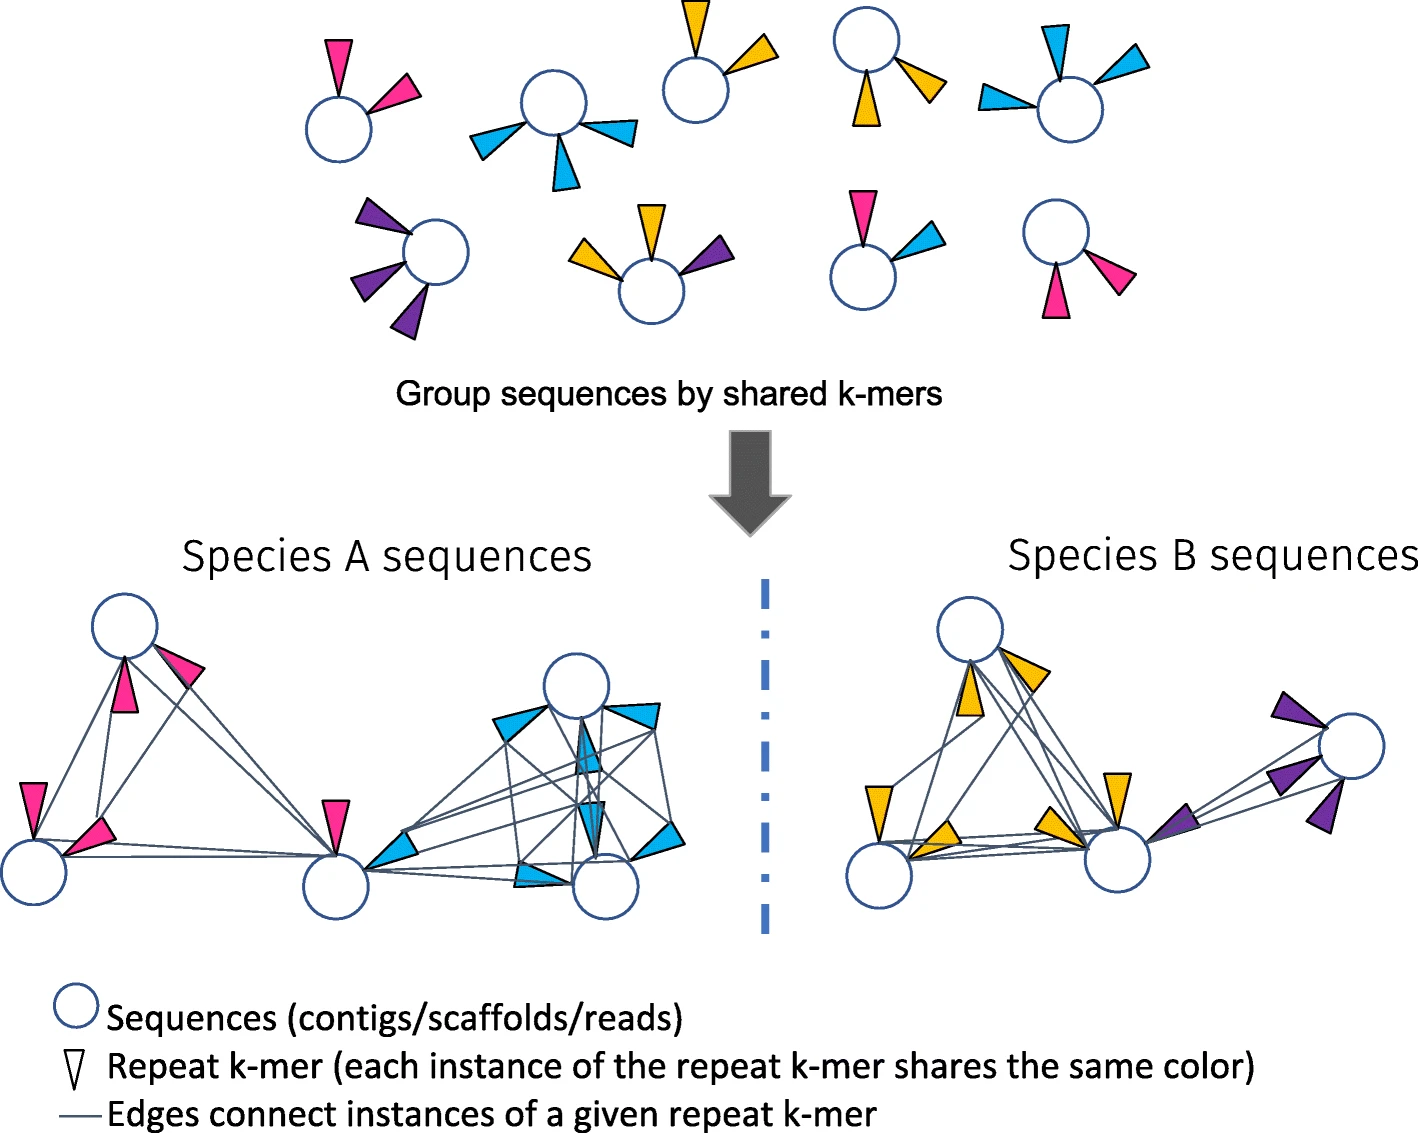 Group sequences by shared k-mers
Species A sequences
Species B sequences
Sequences (contigs/scaffolds/reads)
Repeat k-mer (each instance of the repeat k-mer shares the same color)
Edges connect instances of a given repeat k-mer